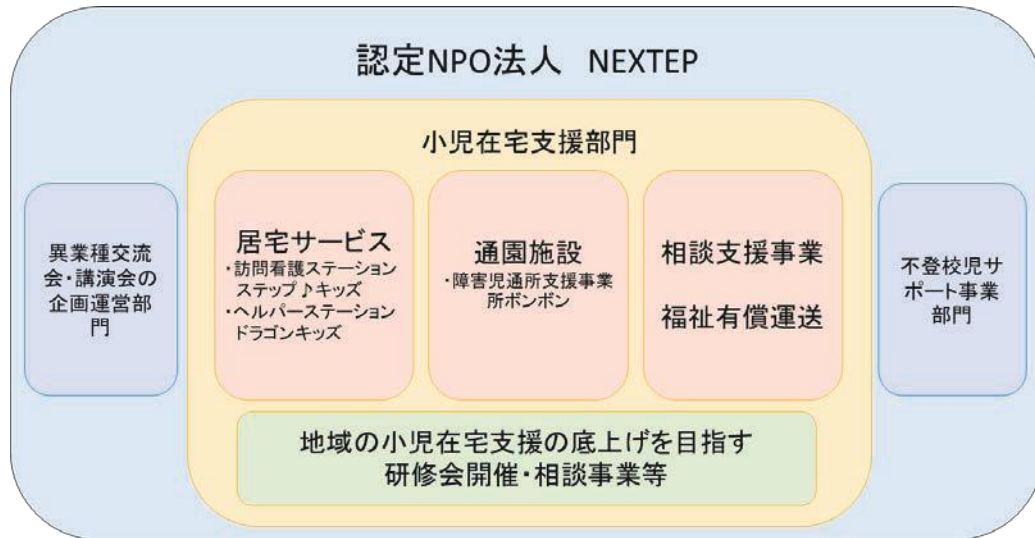 認定NPO法人 NEXTEP
小児在宅支援部門
異業種交流
会・講演会の
企画運営部
門
居宅サービス
・訪問看護ステーション
ステップ♪キッズ
・ヘルパーステーション
ドラゴンキッズ
通園施設
・障害児通所支援事業
所ボンボン
相談支援事業
福祉有償運送
不登校児サ
ポート事業
部門
地域の小児在宅支援の底上げを目指す
研修会開催・相談事業等